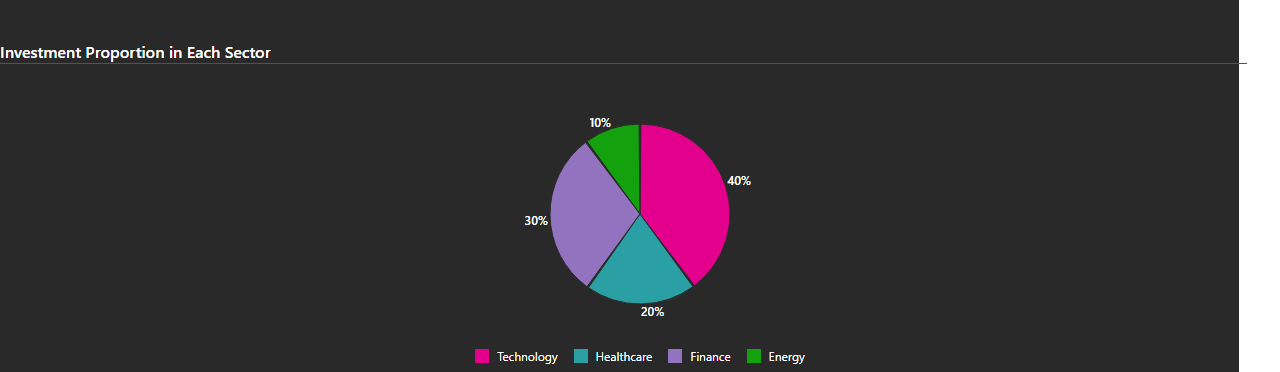 Investment Proportion in Each Sector
10%
40%
30%
20%
Technology Healthcare Finance Energy